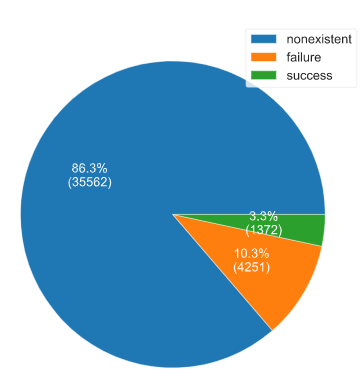 nonexistent
failure
success
86.3%
(35562)
3.3%
(1372)
10.3%
(4251)